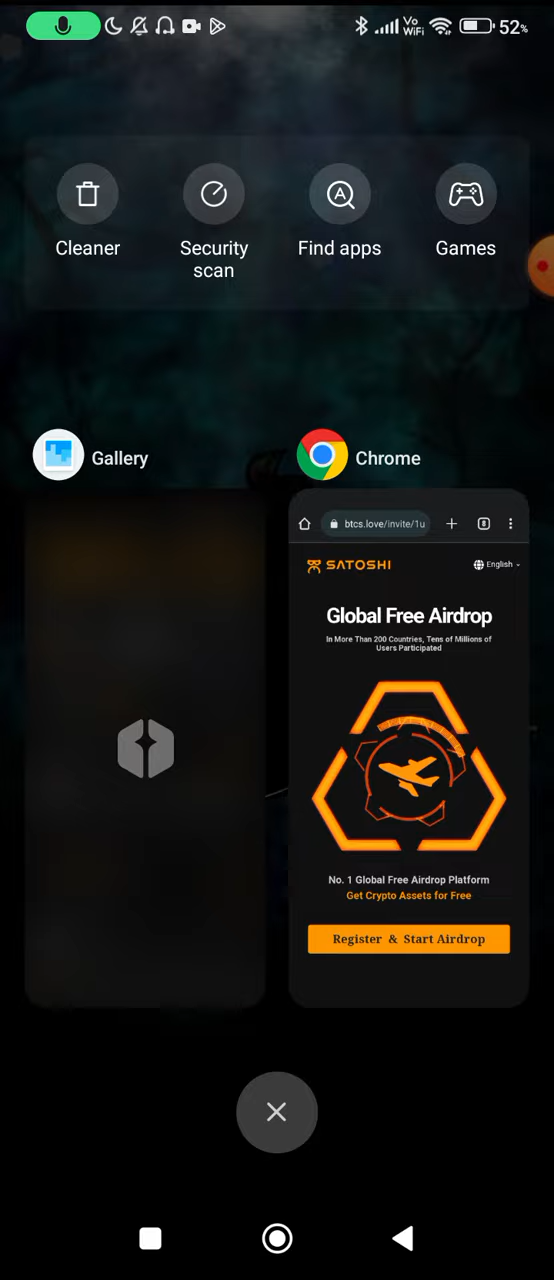 Vo
WiFi
52%
Cleaner
Security
scan
Find apps
Games
Gallery
Chrome
btcs.love/invite/1u
8
SATOSHI
English
Global Free Airdrop
In More Than 200 Countries, Tens of Millions of
Users Participated
No. 1 Global Free Airdrop Platform
Get Crypto Assets for Free
Register & Start Airdrop